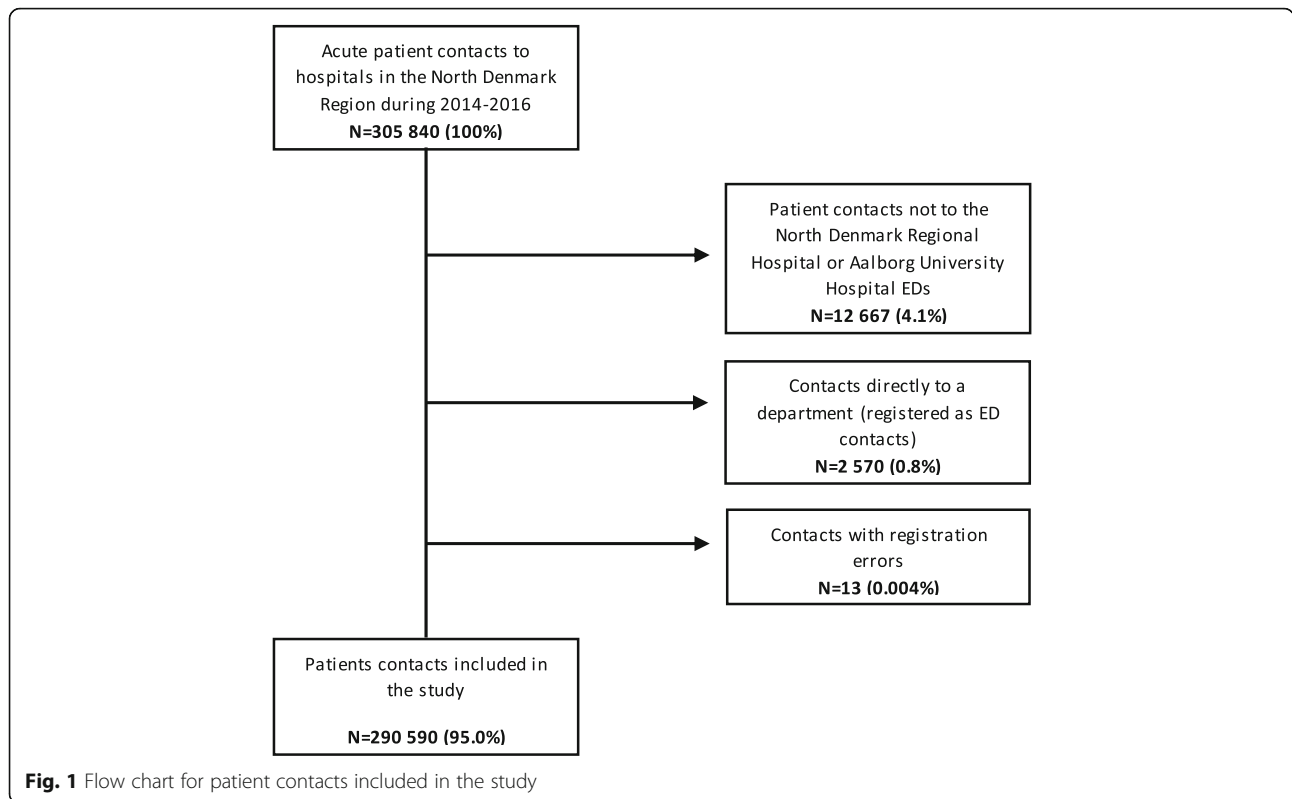 Acute patient contacts to
hospitals in the North Denmark
Region during 2014-2016
N=305 840 (100%)
Patient contacts not to the
North Denmark Regional
Hospital or Aalborg University
Hospital EDs
N=12 667 (4.1%)
Contacts directly to a
department (registered as ED
contacts)
N=2 570 (0.8%)
Contacts with registration
errors
N=13 (0.004%)
Patients contacts included in
the study
N=290 590 (95.0%)
Fig. 1 Flow chart for patient contacts included in the study